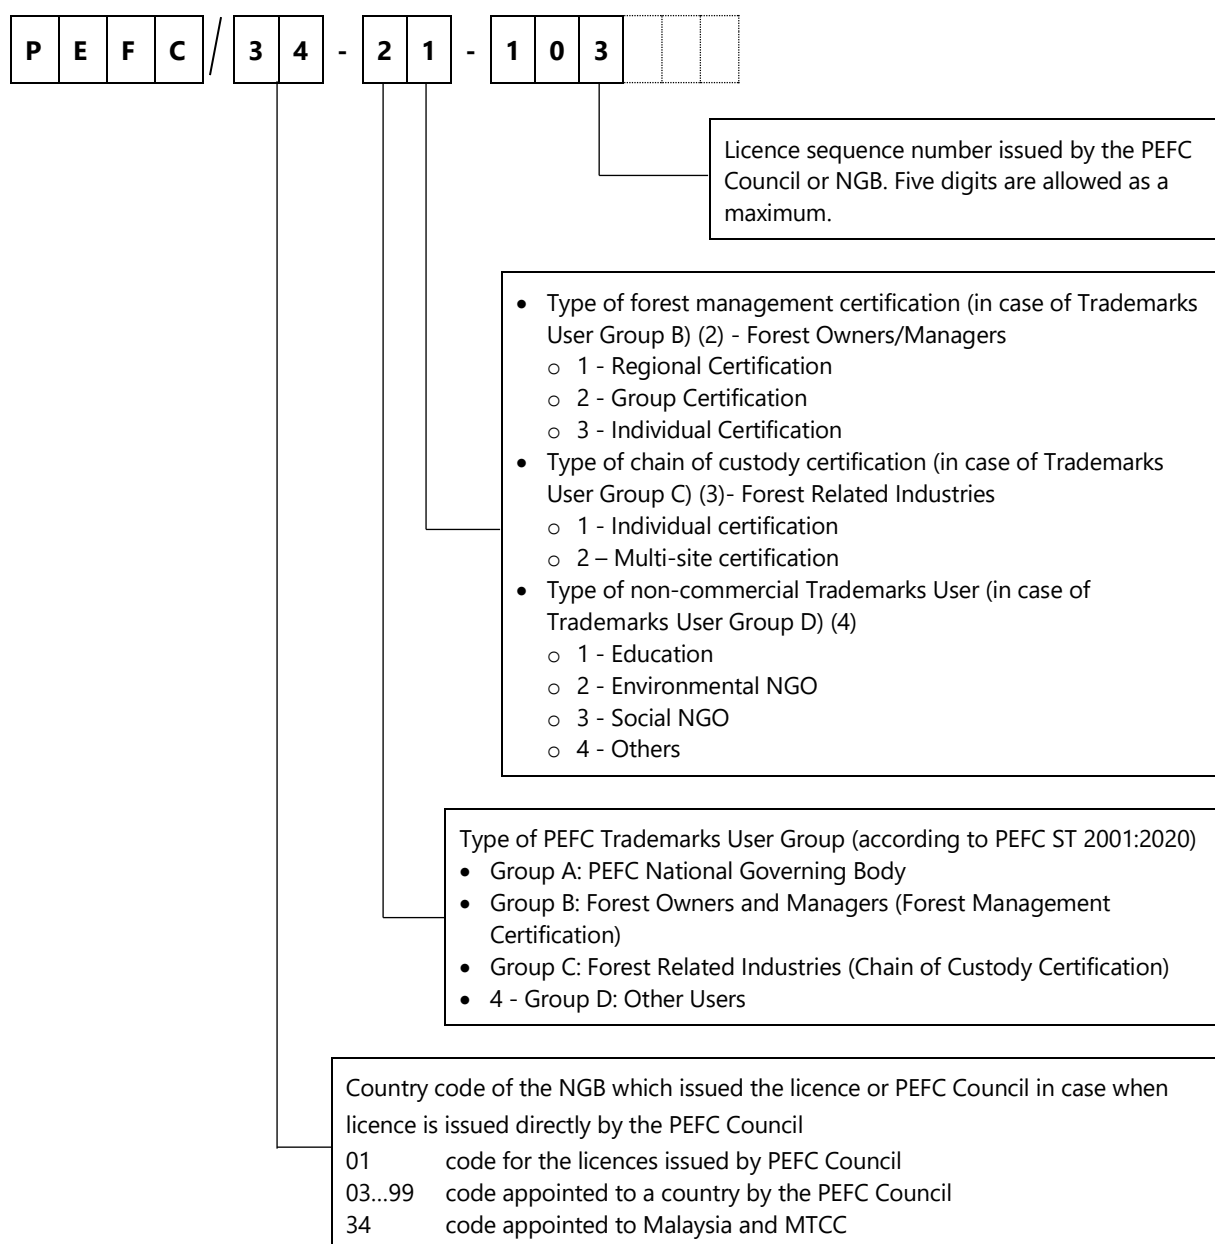 P E F C / 3 4 - 2 1 - 1 0 3
Licence sequence number issued by the PEFC
Council or NGB. Five digits are allowed as a
maximum.
• Type of forest management certification (in case of Trademarks
User Group B) (2) - Forest Owners/Managers
o 1 - Regional Certification
o 2 - Group Certification
o 3 - Individual Certification
• Type of chain of custody certification (in case of Trademarks
User Group C) (3)- Forest Related Industries
o 1 - Individual certification
o 2 – Multi-site certification
• Type of non-commercial Trademarks User (in case of
Trademarks User Group D) (4)
o 1 - Education
o 2 - Environmental NGO
o 3 - Social NGO
o 4 - Others
Type of PEFC Trademarks User Group (according to PEFC ST 2001:2020)
• Group A: PEFC National Governing Body
• Group B: Forest Owners and Managers (Forest Management
Certification)
• Group C: Forest Related Industries (Chain of Custody Certification)
• 4 - Group D: Other Users
Country code of the NGB which issued the licence or PEFC Council in case when
licence is issued directly by the PEFC Council
01 code for the licences issued by PEFC Council
03...99 code appointed to a country by the PEFC Council
34 code appointed to Malaysia and MTCC